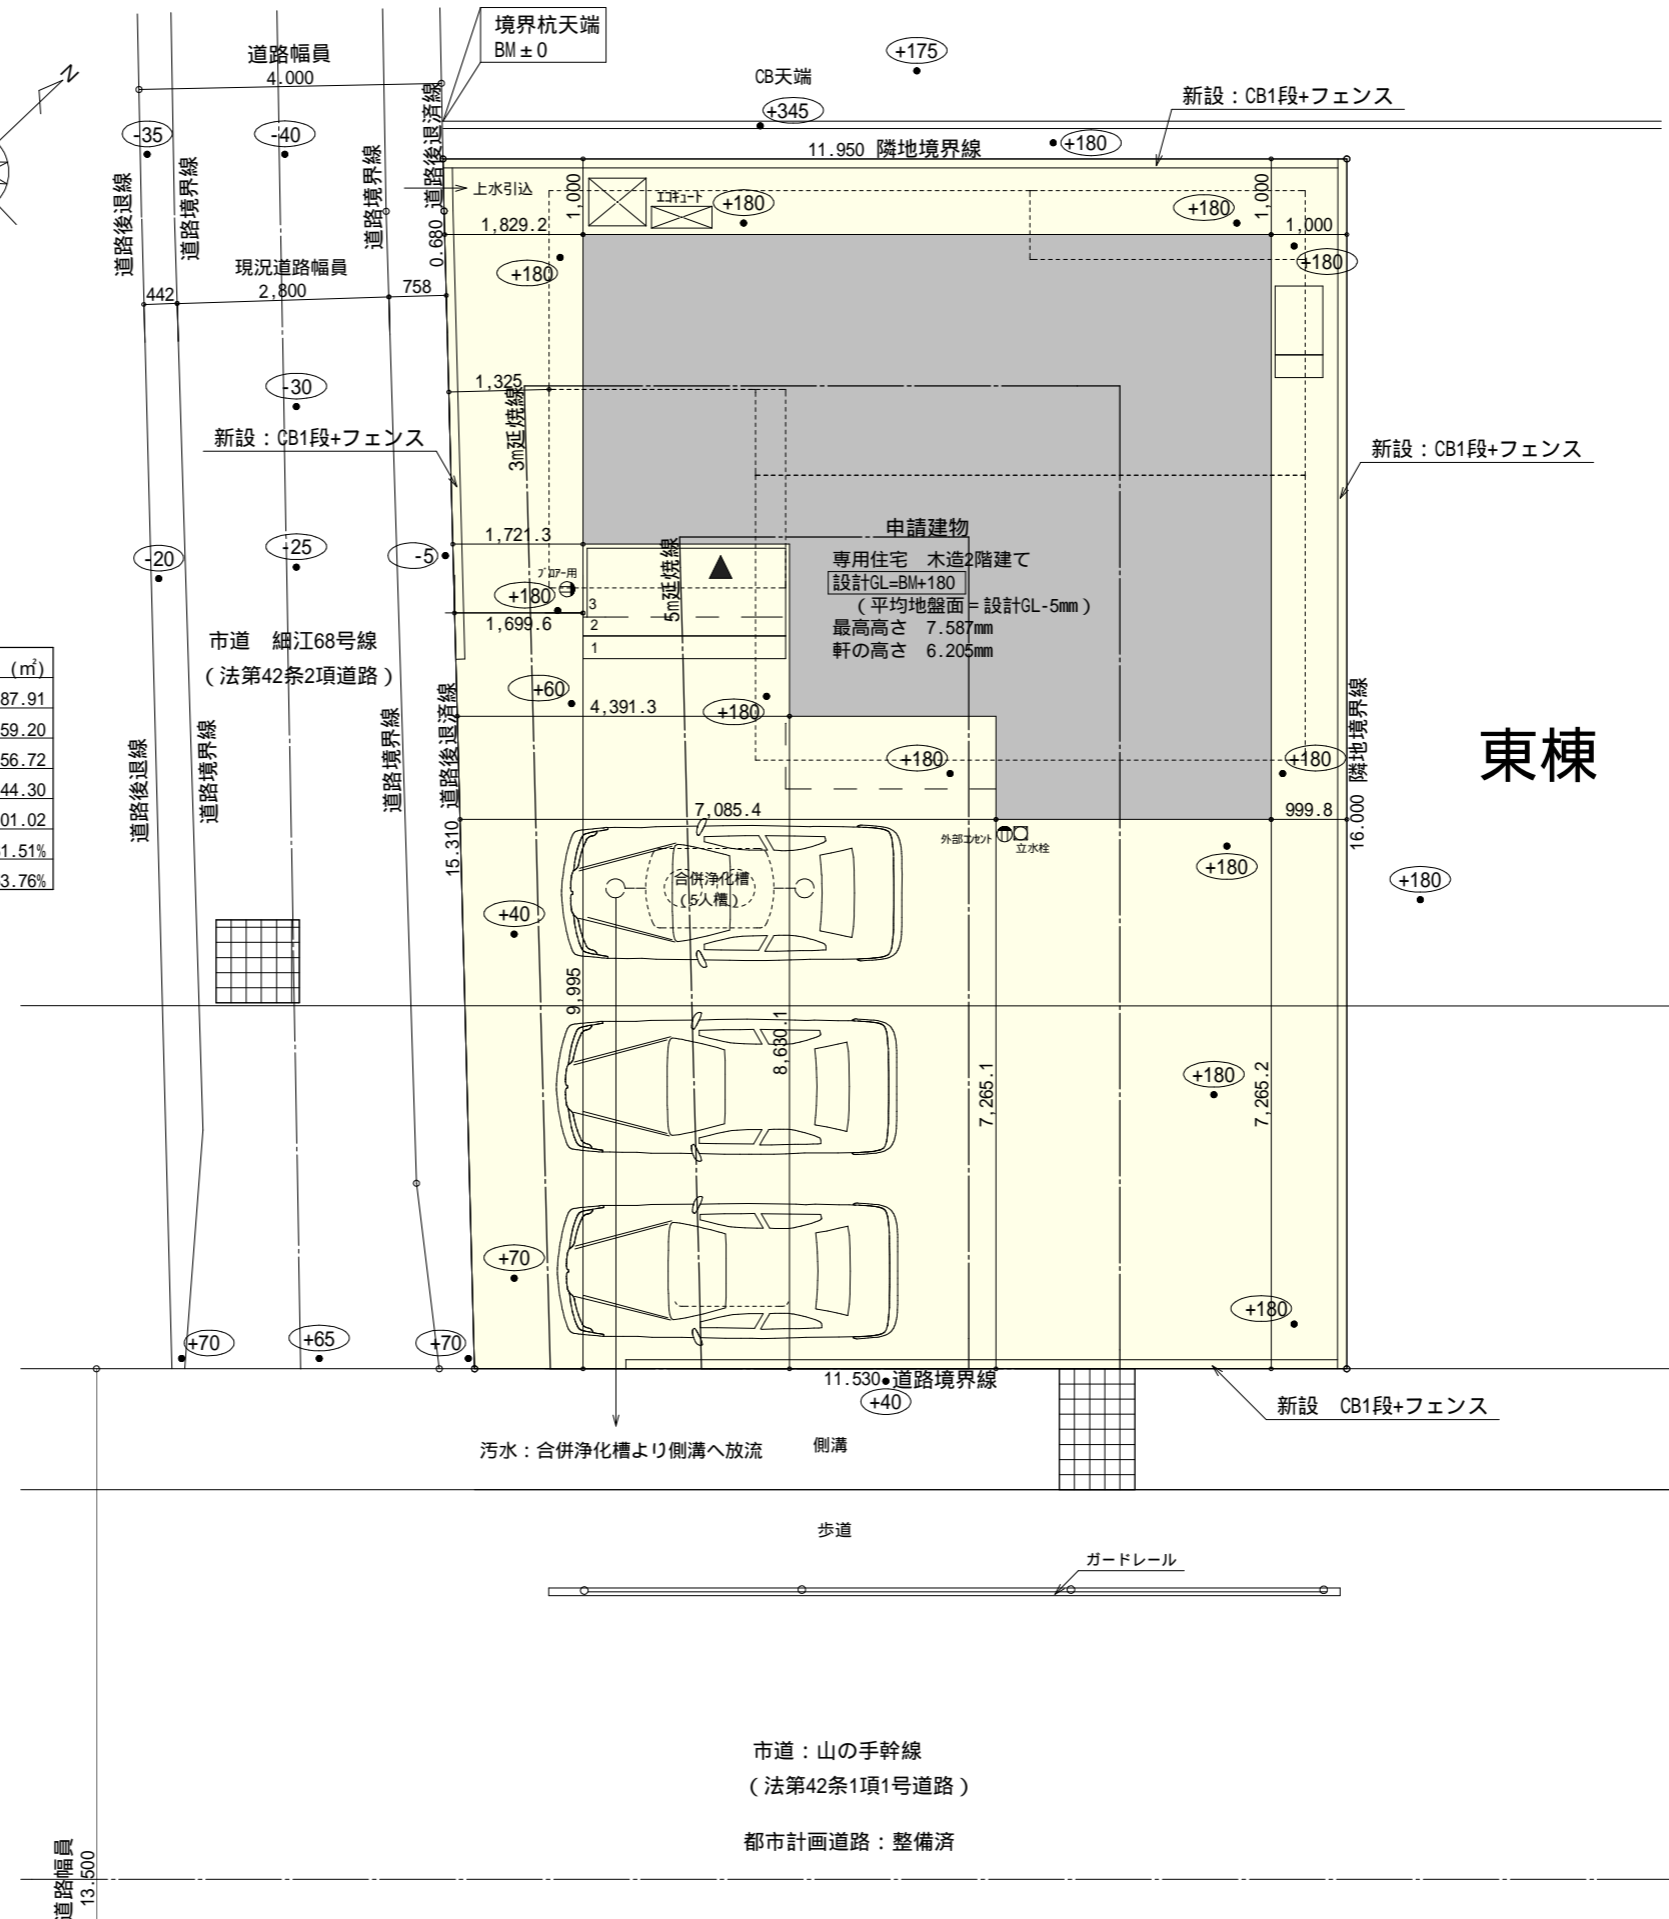 境界杭天端
BM±0
道路幅員
4.000
N
CB天端
+175
+345
新設：CB1段+フェンス
-35
-40
11.950 隣地境界線
+180
道路後退線
道路境界線
道路境界線
0.680 道路後退済線
上水引込
1,000
エコキュート
+180
+180
1,000
1,829.2
1,000
+180
+180
現況道路幅員
442
2,800
758
-30
1,325
3m延焼線
新設：CB1段+フェンス
新設：CB1段+フェンス
-20
-25
-5
1,721.3
ブロアー用
+180
1,699.6
3
2
1
5m延焼線
申請建物
専用住宅 木造2階建て
設計GL=BM+180
（平均地盤面＝設計GL-5mm）
最高高さ 7.587mm
軒の高さ 6.205mm
市道 細江68号線
（法第42条2項道路）
(㎡)
87.91
59.20
56.72
44.30
01.02
1.51%
3.76%
+60
4,391.3
+180
+180
+180
道路後退線
道路境界線
道路境界線
15.310 道路後退済線
16.000 隣地境界線
東棟
7,085.4
999.8
外部コンセント
立水栓
+180
+180
合併浄化槽
（5人槽）
+40
9,995
8,630.1
7,265.1
7,265.2
+180
+70
+180
+70
+65
+70
11.530 道路境界線
+40
新設 CB1段+フェンス
汚水：合併浄化槽より側溝へ放流
側溝
歩道
ガードレール
市道：山の手幹線
（法第42条1項1号道路）
都市計画道路：整備済
道路幅員
13.500